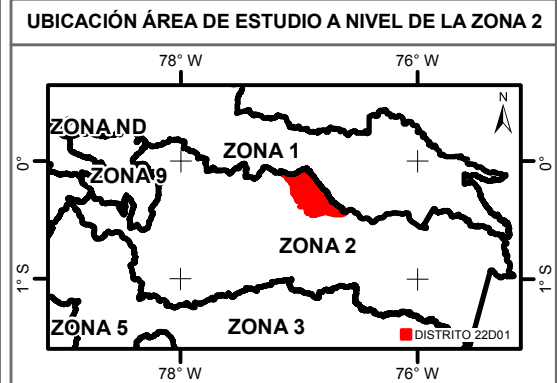 UBICACIÓN ÁREA DE ESTUDIO A NIVEL DE LA ZONA 2
78° W
76° W
N
ZONA ND
ZONA 1
0°
0°
ZONA 9
ZONA 2
1° S
1° S
ZONA 5
ZONA 3
DISTRITO 22D01
78° W
76° W